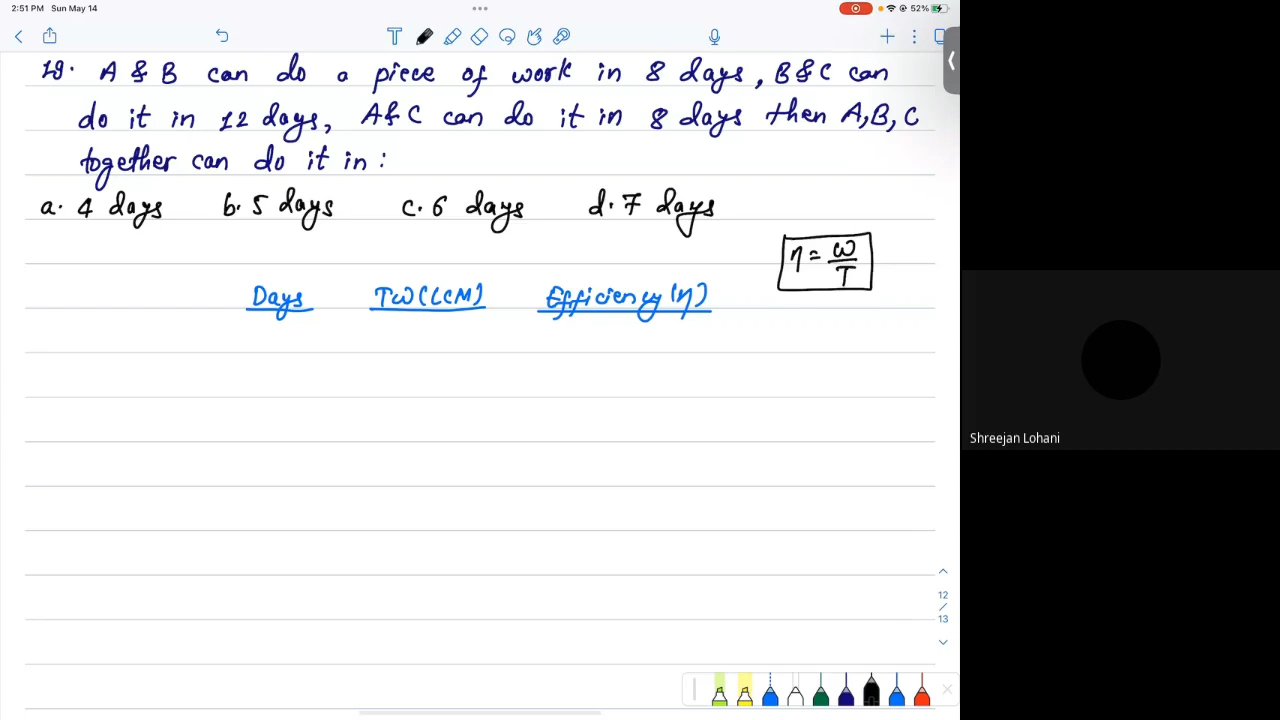 2:51 PM Sun May 14
52%
19. A & B can do a piece of work in 8 days, B & C can
do it in 12 days, A & C can do it in 8 days then A, B, C
together can do it in :
a. 4 days b. 5 days c. 6 days d. 7 days
η = ω/T
Days TW(LCM) Efficiency (η)
Shreejan Lohani
12
/
13